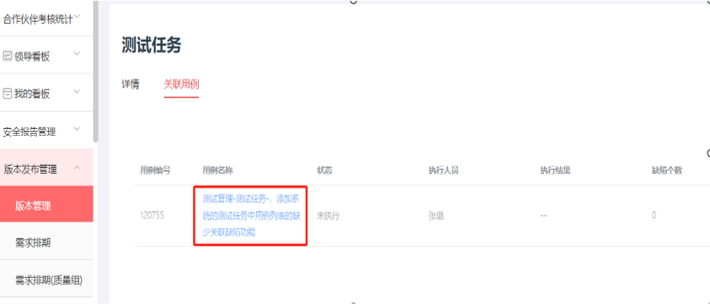 合作伙伴考核统计
领导看板
我的看板
安全报告管理
版本发布管理
版本管理
需求排期
需求排期(质量组)
测试任务
详情
关联用例
用例编号
用例名称
状态
执行人员
执行结果
缺陷个数
120755
测试管理-测试任务-，添加系
统的测试任务中用例列表的缺
少关联缺陷功能
未执行
张璐
--
0